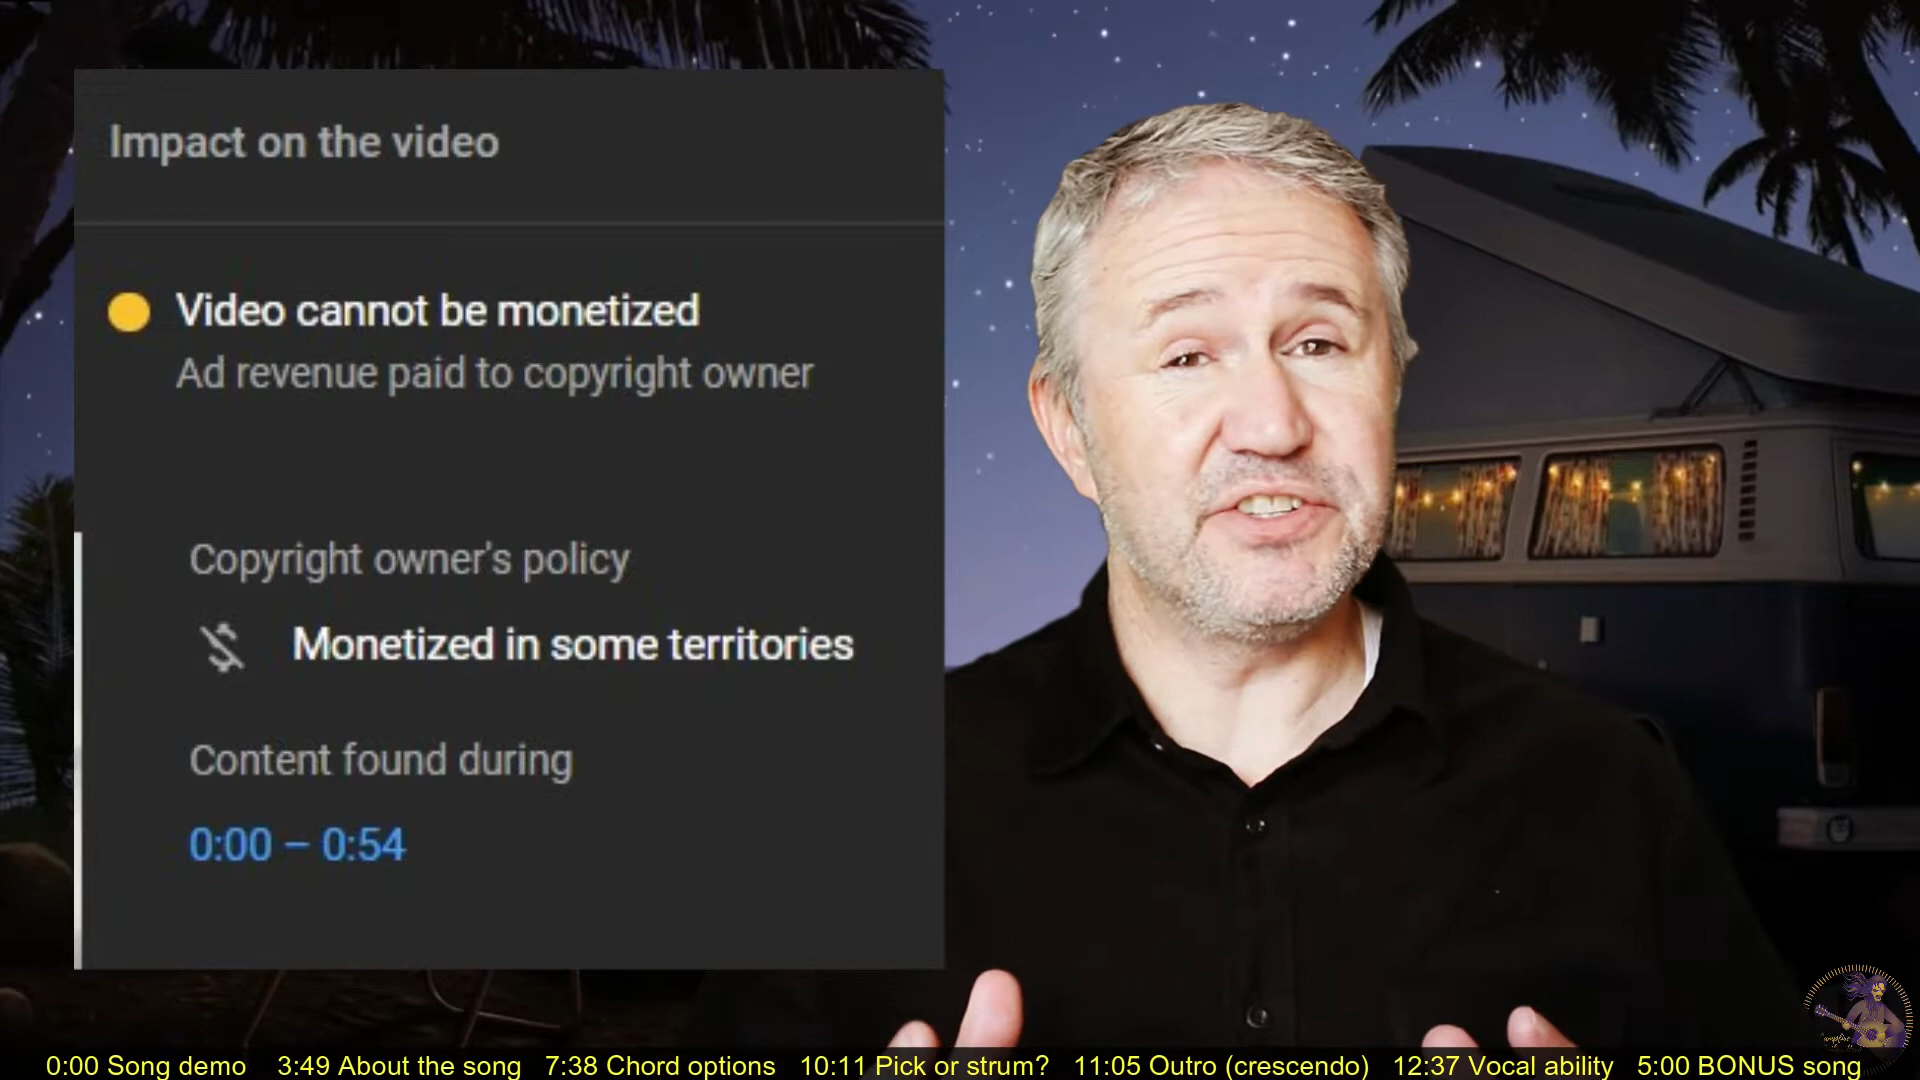 Impact on the video
Video cannot be monetized
Ad revenue paid to copyright owner
Copyright owner's policy
Monetized in some territories
Content found during
0:00 – 0:54
0:00 Song demo 3:49 About the song 7:38 Chord options 10:11 Pick or strum? 11:05 Outro (crescendo) 12:37 Vocal ability 5:00 BONUS song